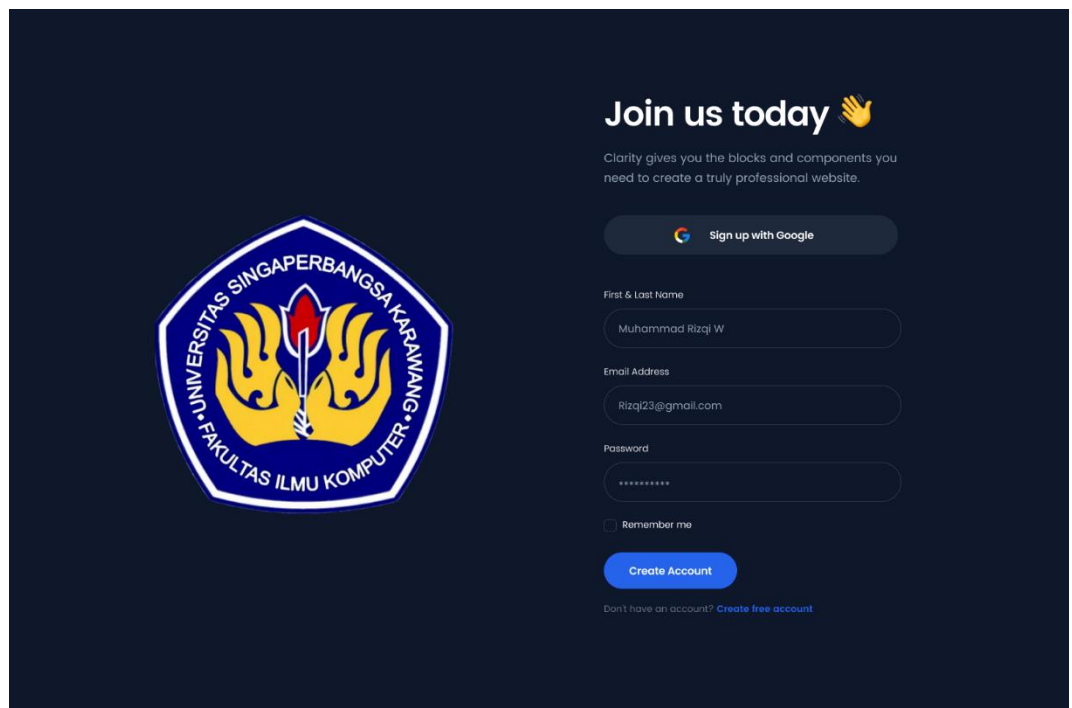 UNIVERSITAS SINGAPERBANGSA KARAWANG
FAKULTAS ILMU KOMPUTER
Join us today 👋
Clarity gives you the blocks and components you
need to create a truly professional website.
Sign up with Google
First & Last Name
Muhammad Rizqi W
Email Address
Rizqi23@gmail.com
Password
**********
Remember me
Create Account
Don't have an account? Create free account